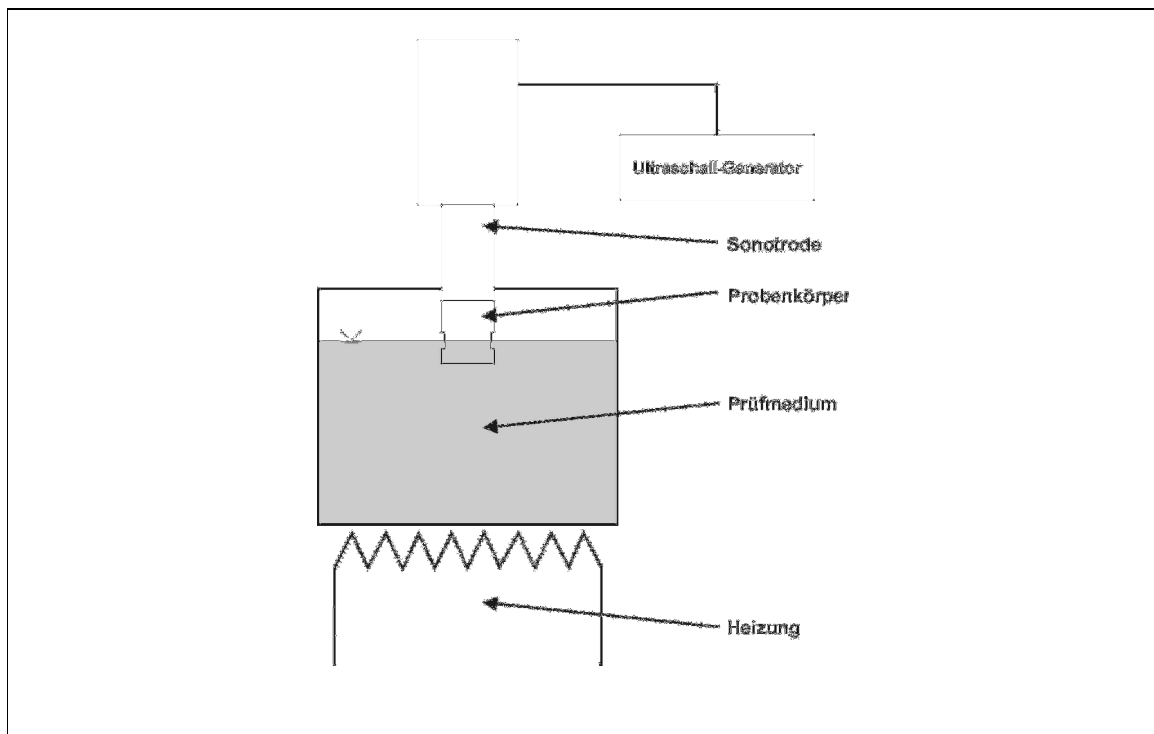 Ultraschall-Generator
Sonotrode
Probenkörper
Prüfmedium
Heizung